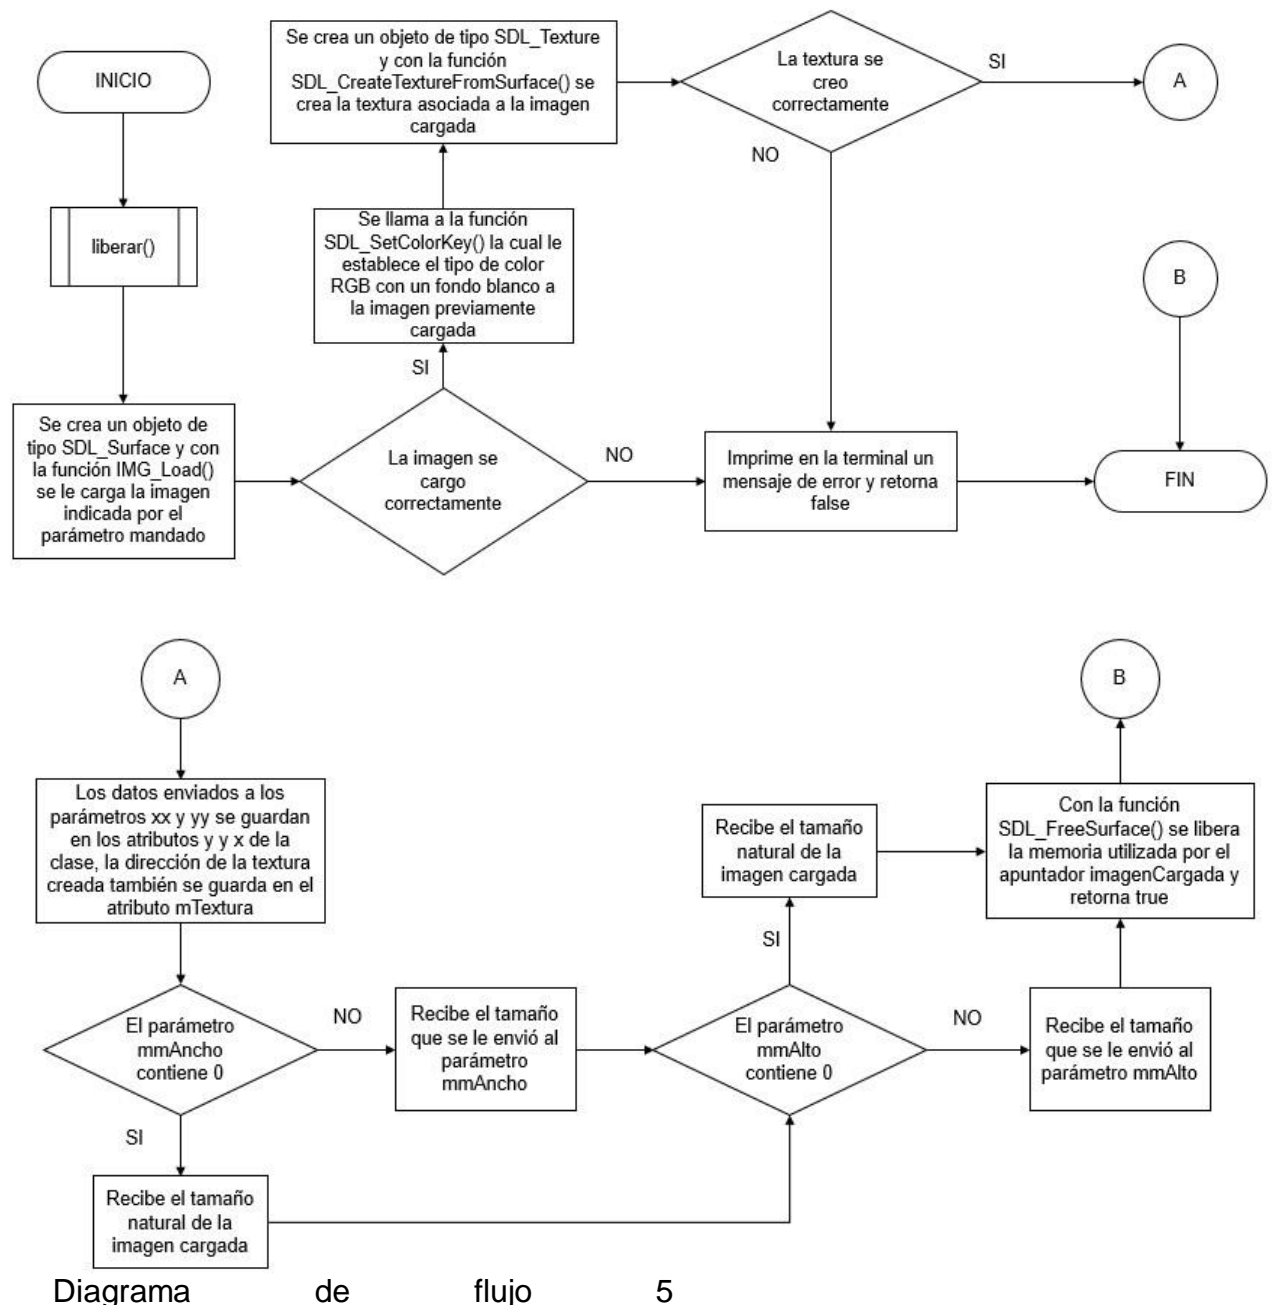 INICIO
liberar()
Se crea un objeto de
tipo SDL_Surface y con
la función IMG_Load()
se le carga la imagen
indicada por el
parámetro mandado
La imagen se
cargo
correctamente
SI
NO
Se llama a la función
SDL_SetColorKey() la cual le
establece el tipo de color
RGB con un fondo blanco a
la imagen previamente
cargada
Se crea un objeto de tipo SDL_Texture
y con la función
SDL_CreateTextureFromSurface() se
crea la textura asociada a la imagen
cargada
La textura se
creo
correctamente
SI
NO
A
Imprime en la terminal un
mensaje de error y retorna
false
B
FIN
A
Los datos enviados a los
parámetros xx y yy se guardan
en los atributos y y x de la
clase, la dirección de la textura
creada también se guarda en el
atributo mTextura
El parámetro
mmAncho
contiene 0
NO
SI
Recibe el tamaño
que se le envió al
parámetro
mmAncho
Recibe el tamaño
natural de la
imagen cargada
El parámetro
mmAlto
contiene 0
SI
NO
Recibe el tamaño
natural de la
imagen cargada
Recibe el tamaño
que se le envió al
parámetro mmAlto
Con la función
SDL_FreeSurface() se libera
la memoria utilizada por el
apuntador imagenCargada y
retorna true
B
Diagrama de flujo 5